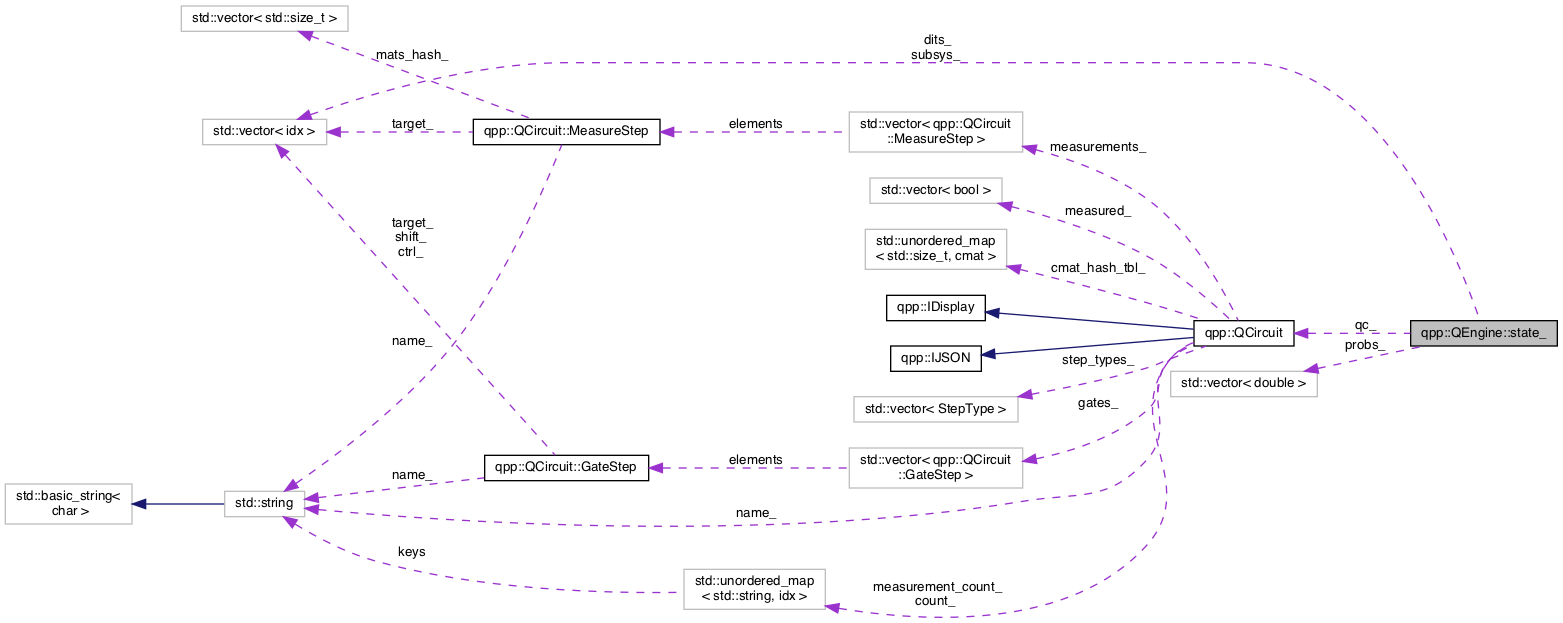 std::vector< std::size_t >
dits_
subsys_
mats_hash_
std::vector< idx >
target_
qpp::QCircuit::MeasureStep
elements
std::vector< qpp::QCircuit
::MeasureStep >
measurements_
std::vector< bool >
measured_
target_
shift_
ctrl_
std::unordered_map
< std::size_t, cmat >
cmat_hash_tbl_
qpp::IDisplay
qpp::QCircuit
qc_
qpp::QEngine::state_
name_
qpp::IJSON
step_types_
probs_
std::vector< double >
std::vector< StepType >
gates_
qpp::QCircuit::GateStep
elements
std::vector< qpp::QCircuit
::GateStep >
name_
std::basic_string<
char >
std::string
name_
keys
std::unordered_map
< std::string, idx >
measurement_count_
count_